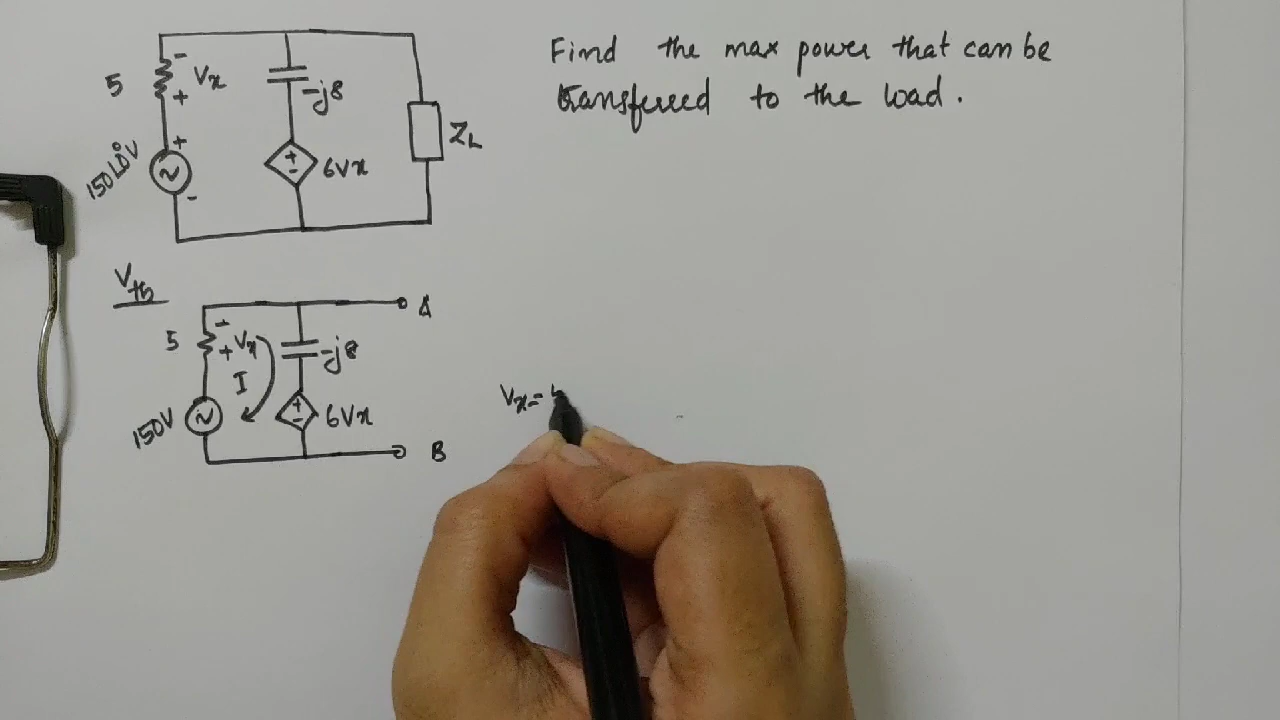 Find the max power that can be
transferred to the load.
5
- Vx +
-j8
+
-
150∠0°V
+
-
6Vx
ZL
Vth
A
5
-
+ Vx
-j8
I
150V
+
-
6Vx
B
Vx =